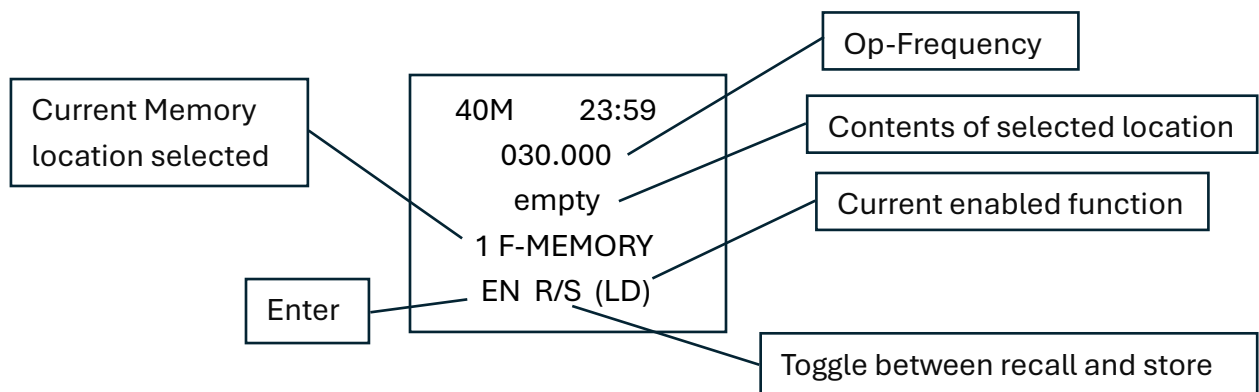 Op-Frequency
Current Memory
location selected
40M 23:59
030.000
empty
1 F-MEMORY
EN R/S (LD)
Contents of selected location
Current enabled function
Enter
Toggle between recall and store